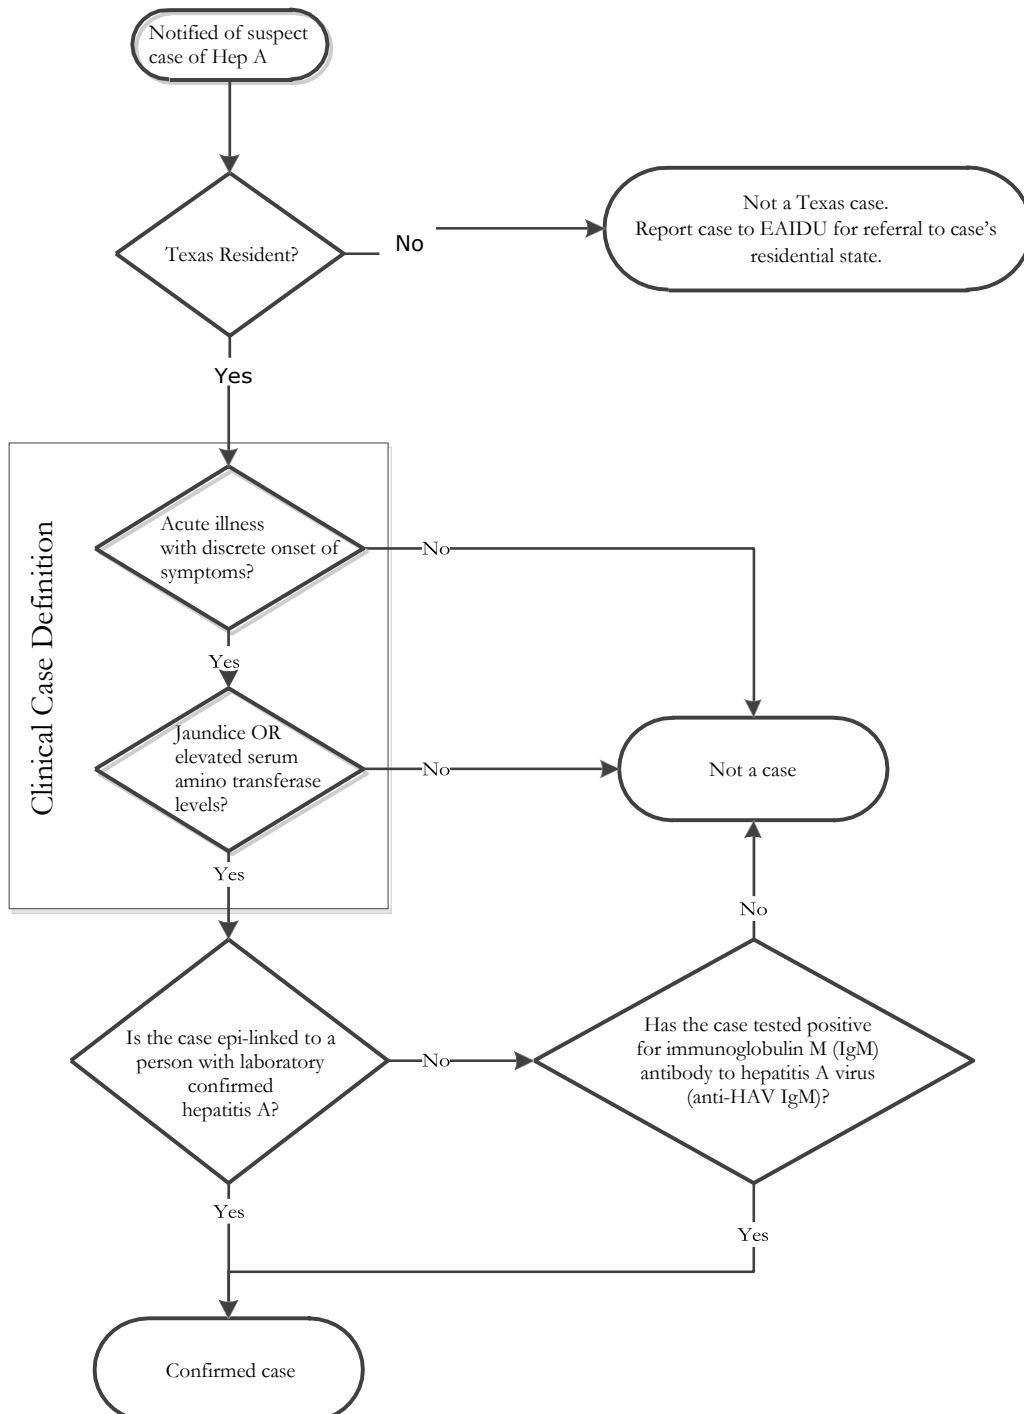 Notified of suspect
case of Hep A
Texas Resident?
No
Not a Texas case.
Report case to EAIDU for referral to case's
residential state.
Yes
Clinical Case Definition
Acute illness
with discrete onset of
symptoms?
No
Yes
Jaundice OR
elevated serum
amino transferase
levels?
No
Not a case
Yes
No
Is the case epi-linked to a
person with laboratory
confirmed
hepatitis A?
No
Has the case tested positive
for immunoglobulin M (IgM)
antibody to hepatitis A virus
(anti-HAV IgM)?
Yes
Yes
Confirmed case